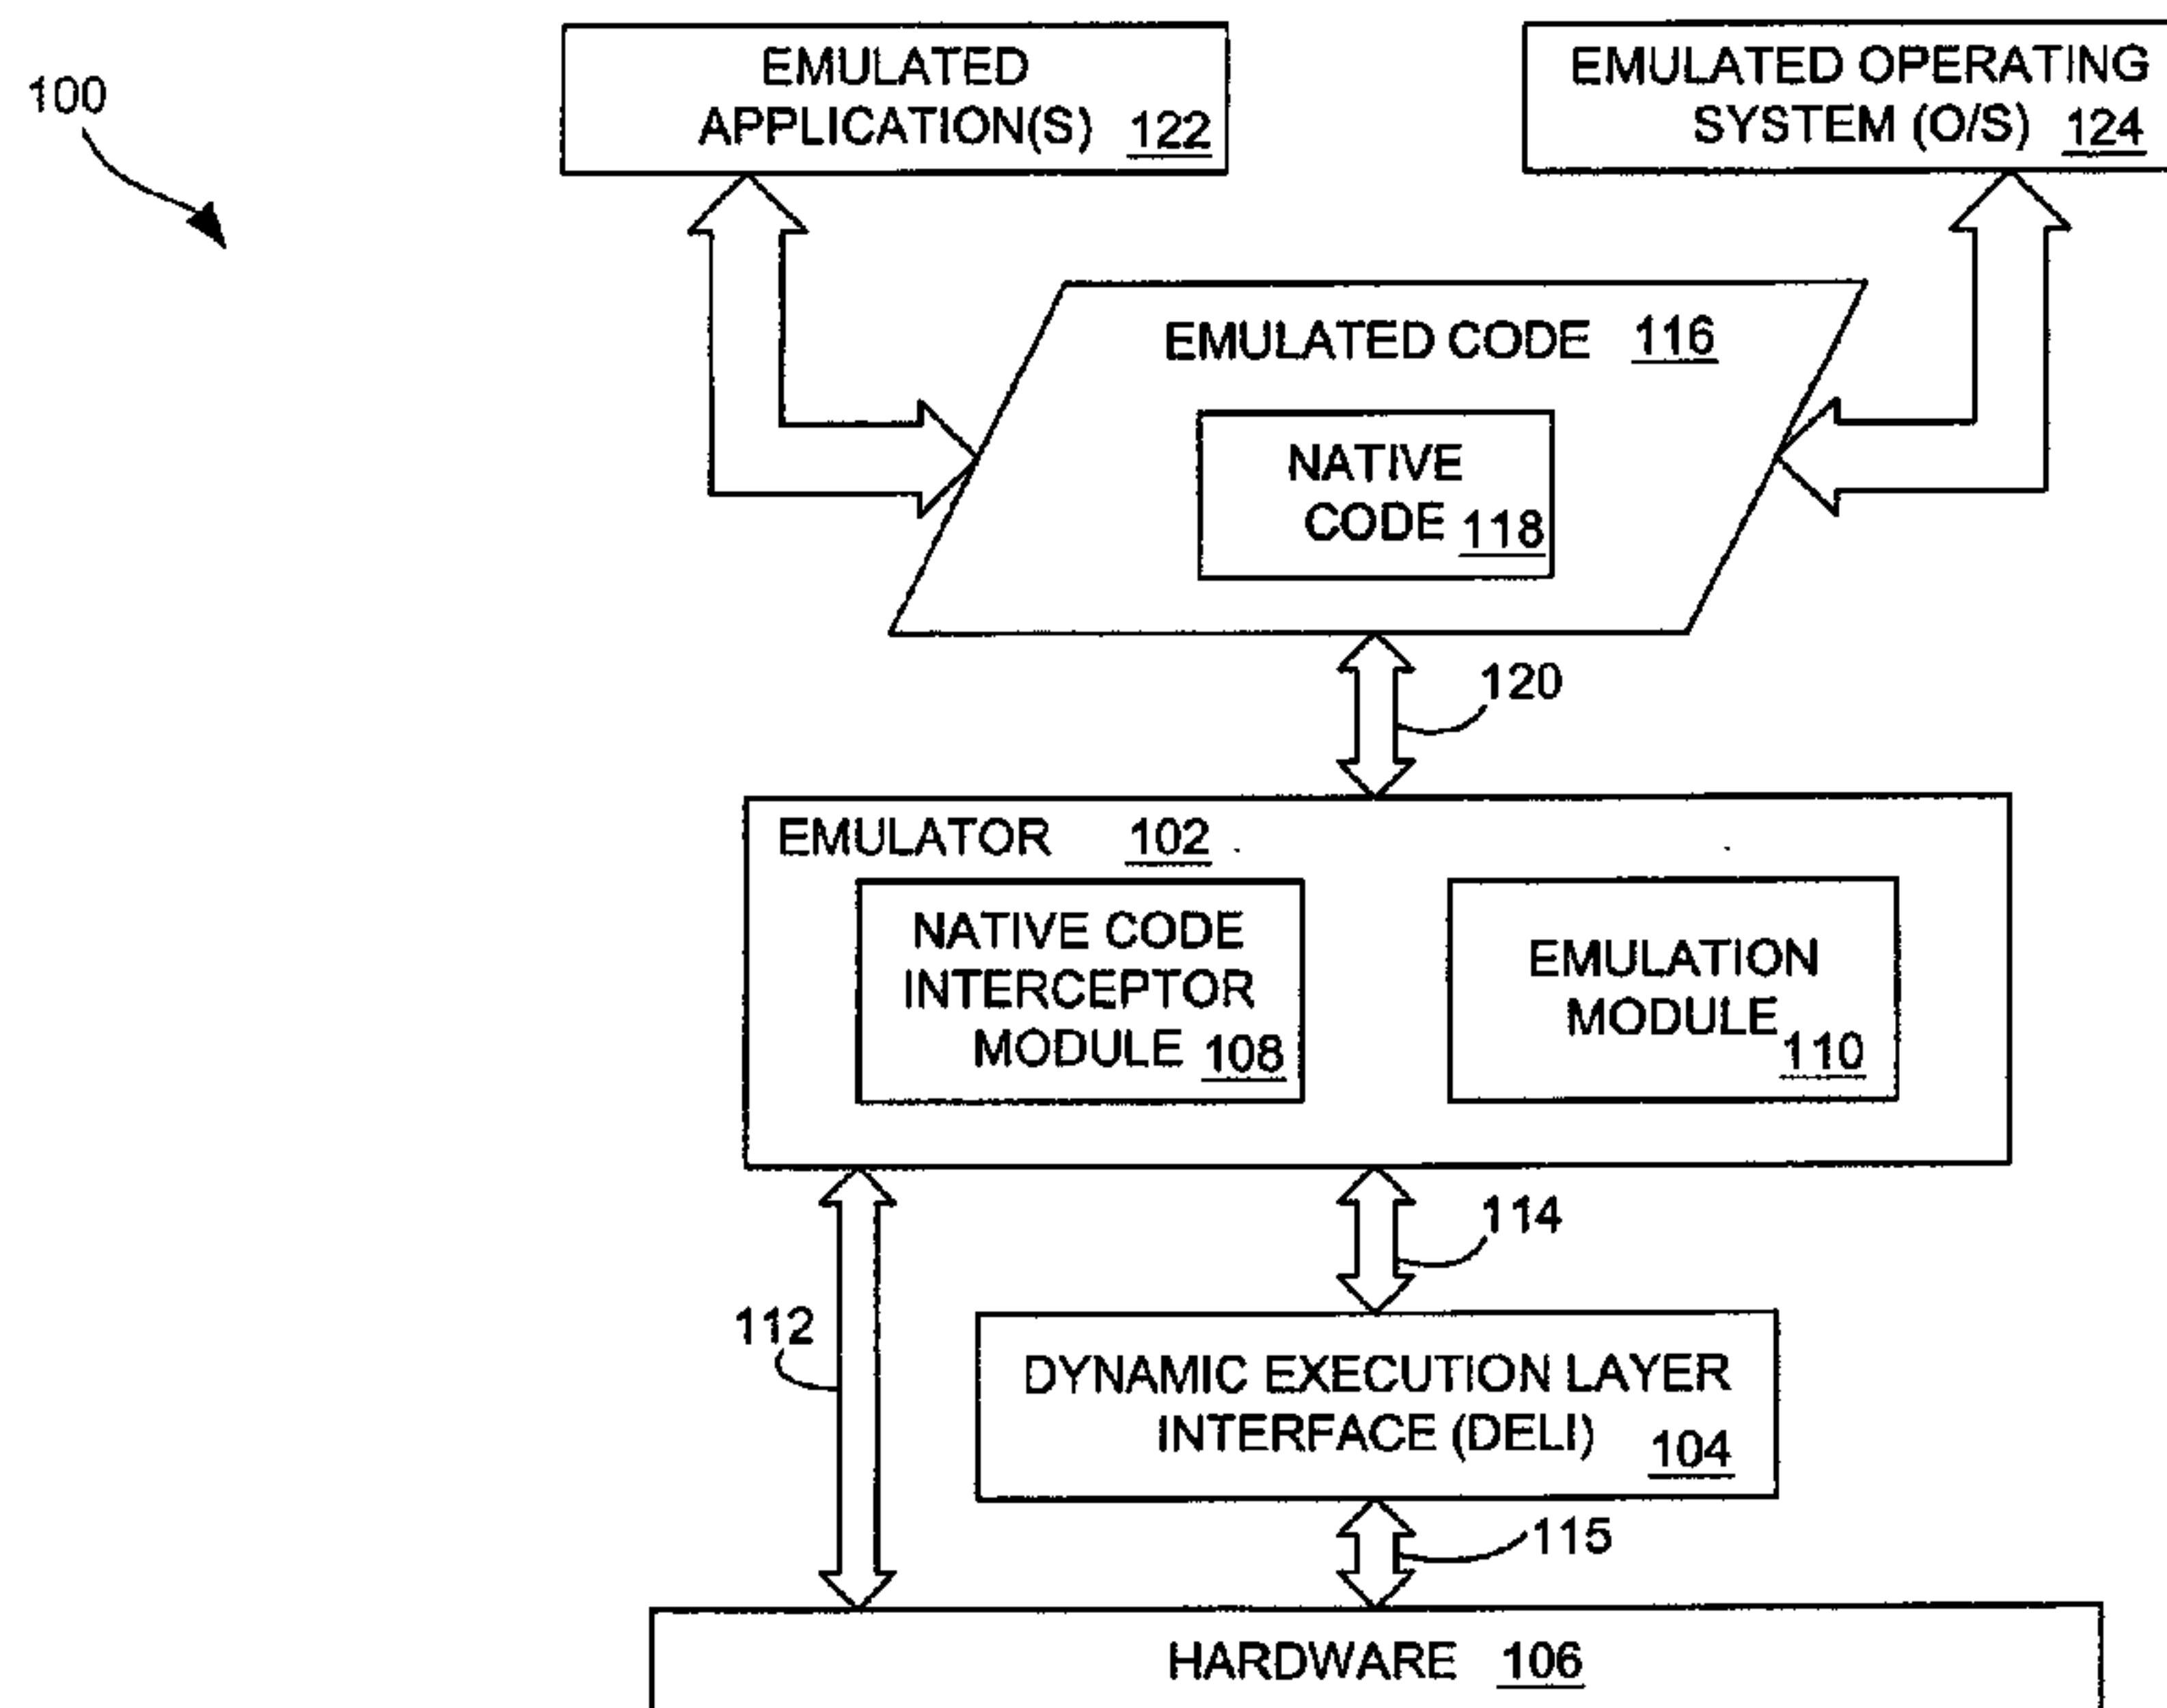 100
EMULATED
APPLICATION(S) 122
EMULATED OPERATING
SYSTEM (O/S) 124
EMULATED CODE 116
NATIVE
CODE 118
120
EMULATOR 102
NATIVE CODE
INTERCEPTOR
MODULE 108
EMULATION
MODULE 110
114
112
DYNAMIC EXECUTION LAYER
INTERFACE (DELI) 104
115
HARDWARE 106